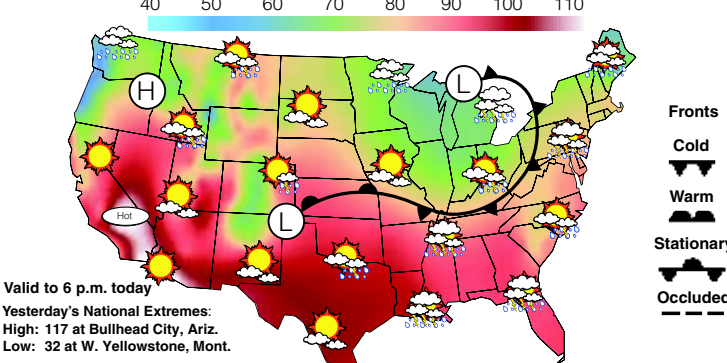 40 50 60 70 80 90 100 110
H
L
L
Hot
Fronts
Cold
Warm
Stationary
Occluded
Valid to 6 p.m. today
Yesterday's National Extremes:
High: 117 at Bullhead City, Ariz.
Low: 32 at W. Yellowstone, Mont.